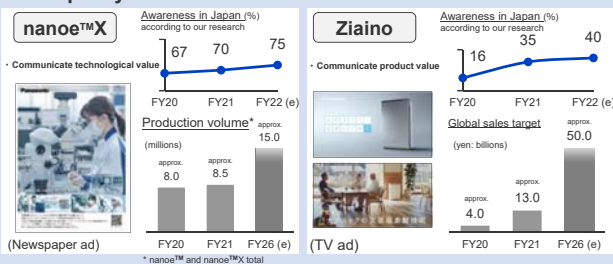 nanoe™X
Awareness in Japan (%)
according to our research
67
70
75
・Communicate technological value
FY20
FY21
FY22 (e)
Panasonic
Production volume*
(millions)
approx.
8.0
approx.
8.5
approx.
15.0
(Newspaper ad)
FY20
FY21
FY26 (e)
* nanoe™ and nanoe™X total
Ziaino
Awareness in Japan (%)
according to our research
16
35
40
・Communicate product value
FY20
FY21
FY22 (e)
Global sales target
(yen: billions)
approx.
4.0
approx.
13.0
approx.
50.0
(TV ad)
FY20
FY21
FY26 (e)